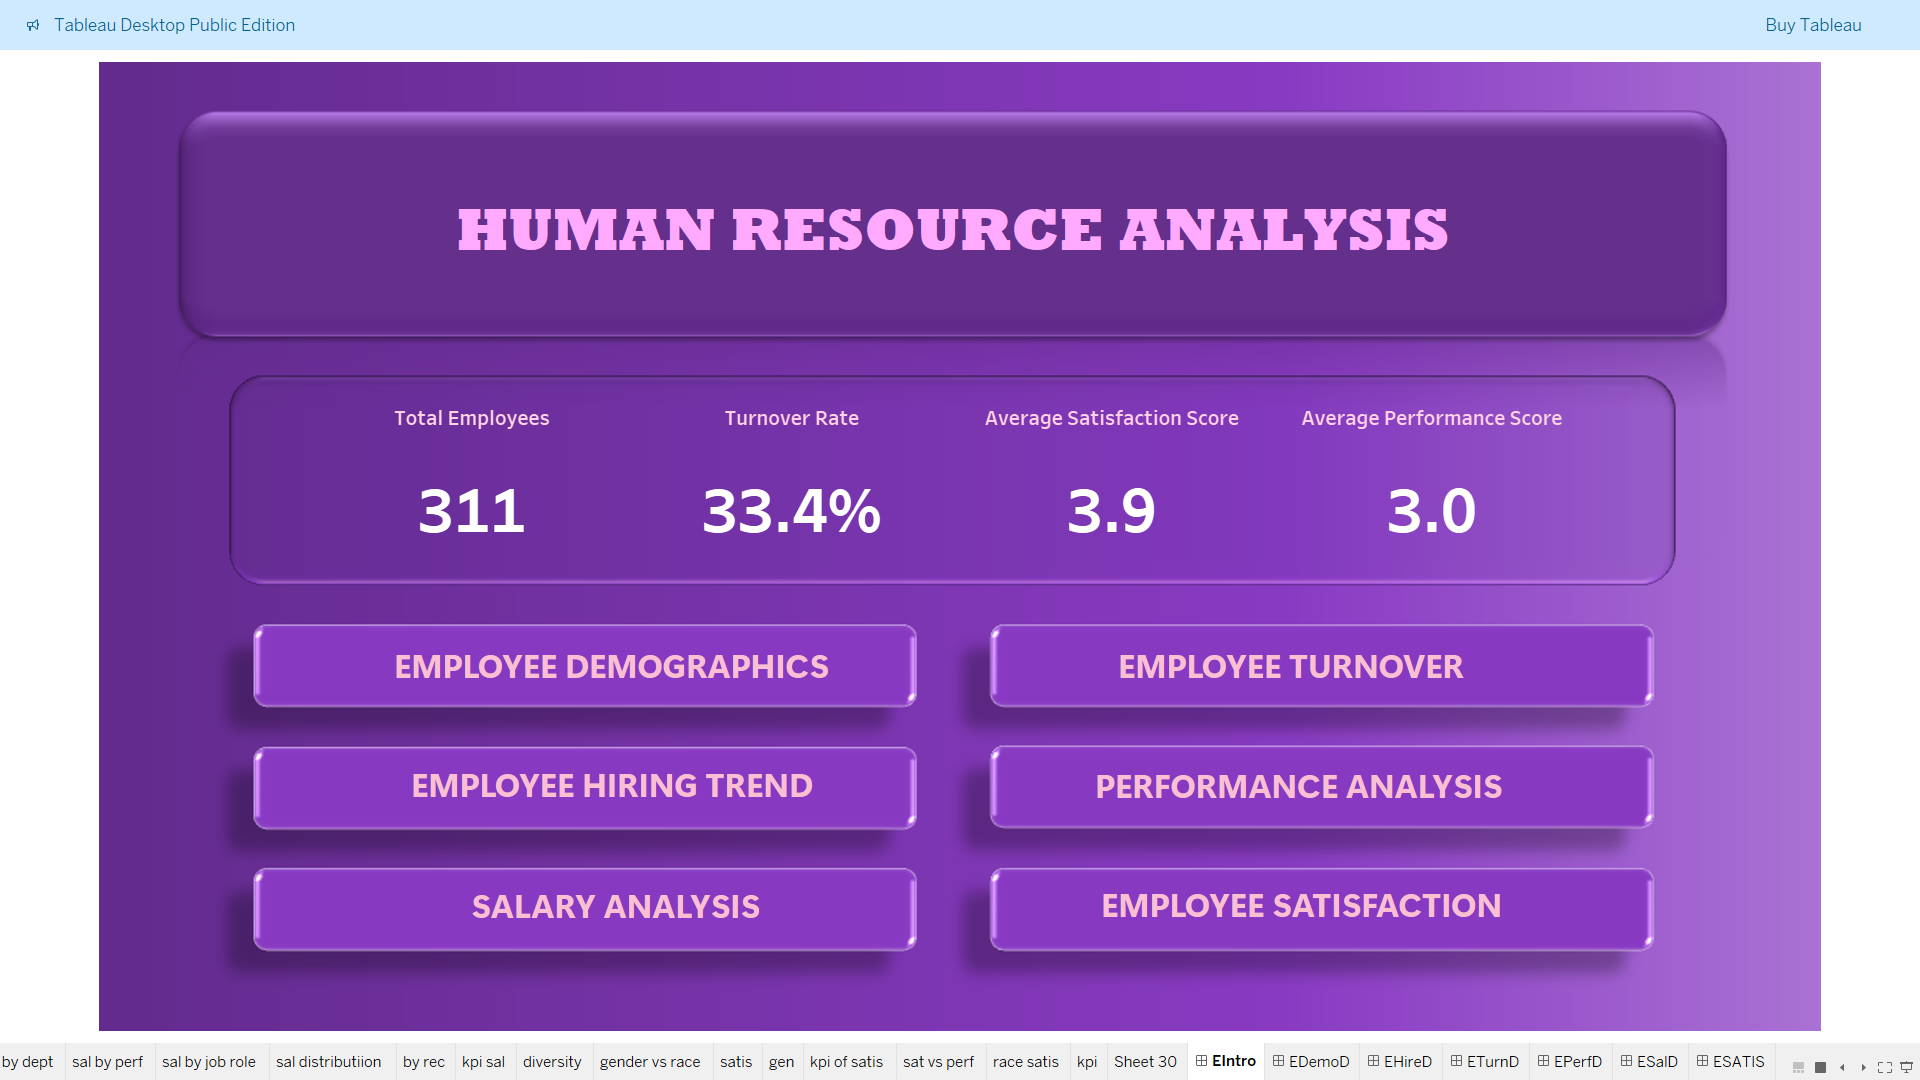 Tableau Desktop Public Edition
Buy Tableau
HUMAN RESOURCE ANALYSIS
Total Employees
Turnover Rate
Average Satisfaction Score
Average Performance Score
311
33.4%
3.9
3.0
EMPLOYEE DEMOGRAPHICS
EMPLOYEE TURNOVER
EMPLOYEE HIRING TREND
PERFORMANCE ANALYSIS
SALARY ANALYSIS
EMPLOYEE SATISFACTION
by dept
sal by perf
sal by job role
sal distributiion
by rec
kpi sal
diversity
gender vs race
satis
gen
kpi of satis
sat vs perf
race satis
kpi
Sheet 30
EIntro
EDemoD
EHireD
ETurnD
EPerfD
ESalD
ESATIS